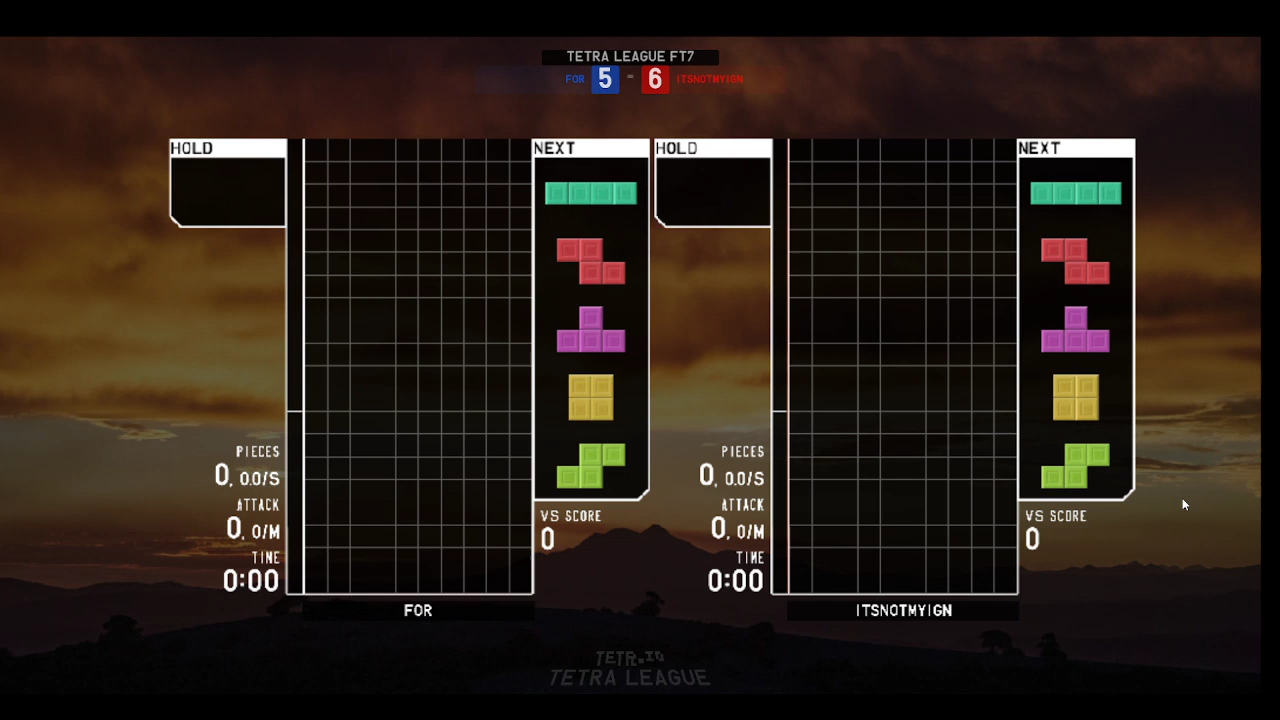 TETRA LEAGUE FT7
FOR 5 - 6 ITSNOTMYIGN
HOLD
NEXT
HOLD
NEXT
PIECES
0, 0.0/S
ATTACK
0, 0/M
TIME
0:00
VS SCORE
0
PIECES
0, 0.0/S
ATTACK
0, 0/M
TIME
0:00
VS SCORE
0
FOR
ITSNOTMYIGN
TETR.IO
TETRA LEAGUE